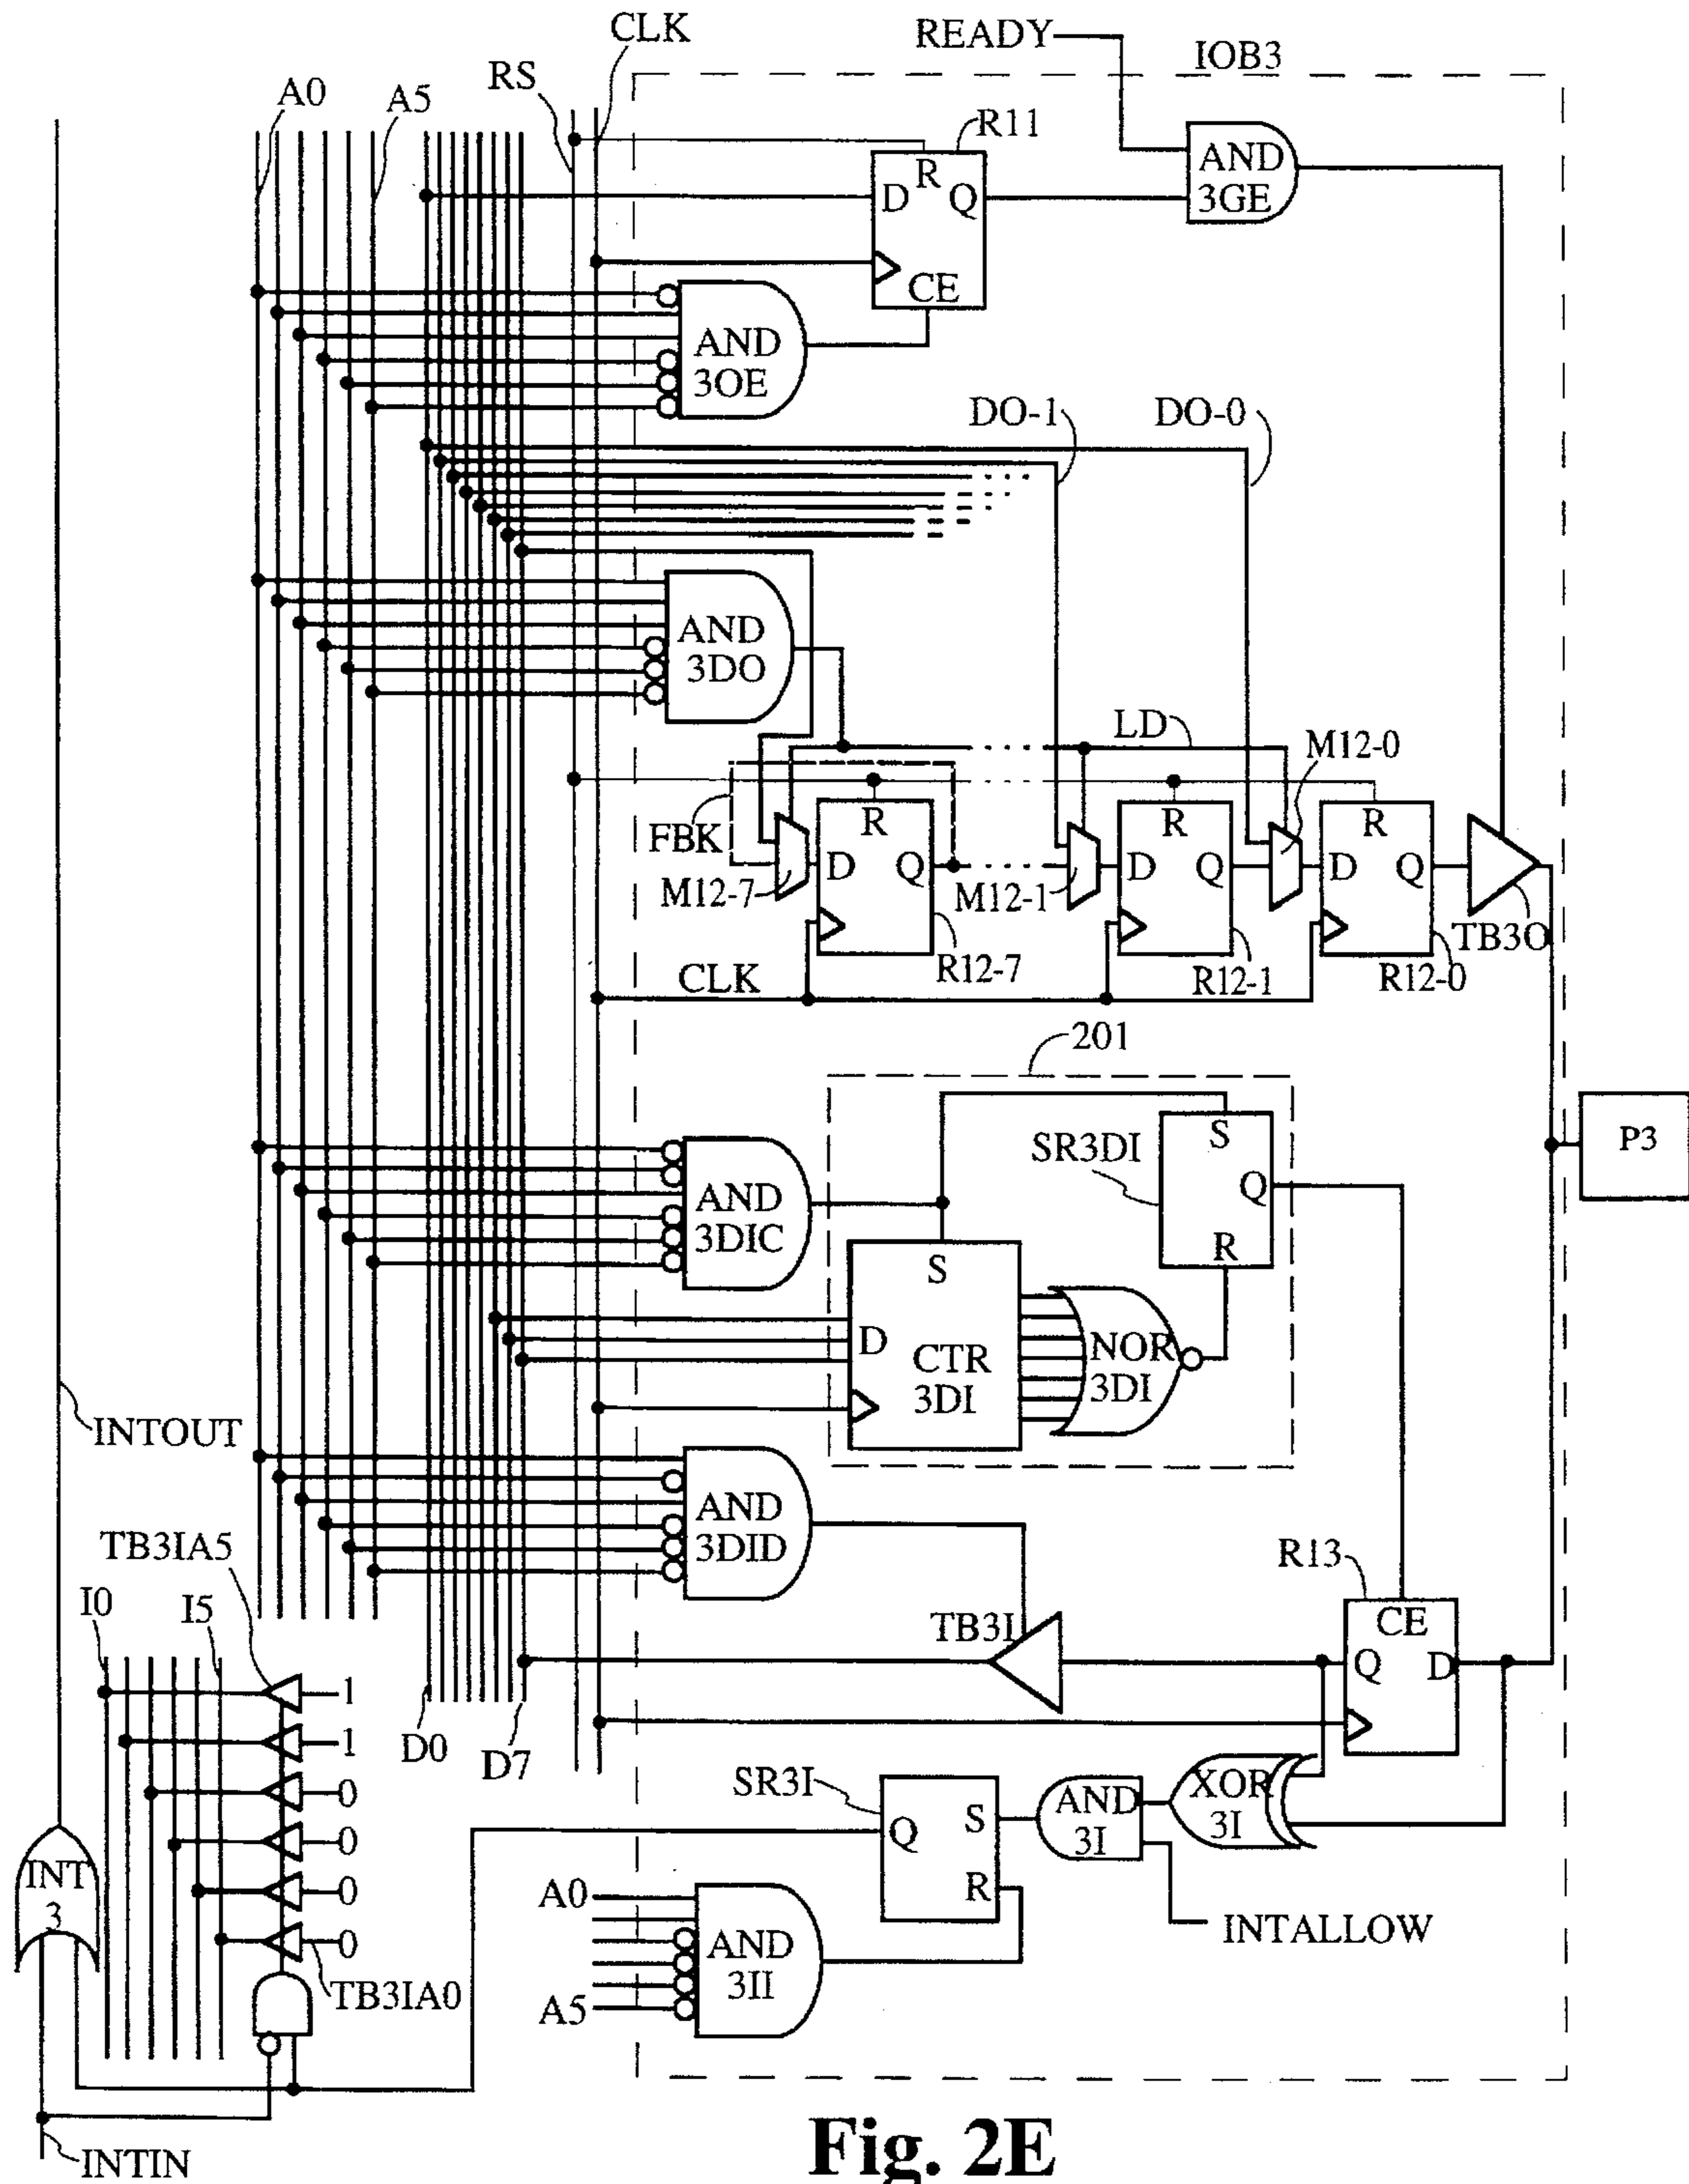 CLK
READY
IOB3
RS
A0
A5
R11
R
D
Q
CE
AND
3GE
AND
3OE
DO-1
DO-0
AND
3DO
LD
M12-0
FBK
R
D
Q
R
D
Q
R
D
Q
M12-7
M12-1
TB3O
R12-7
R12-1
R12-0
CLK
201
P3
SR3DI
S
Q
R
AND
3DIC
S
D
CTR
3DI
NOR
3DI
INTOUT
AND
3DID
TB3IA5
R13
I0
I5
TB3I
CE
Q
D
1
1
0
0
0
0
D0
D7
SR3I
Q
S
R
AND
3I
XOR
3I
INT
3
A0
A5
AND
3II
INTALLOW
TB3IA0
INTIN
Fig. 2E